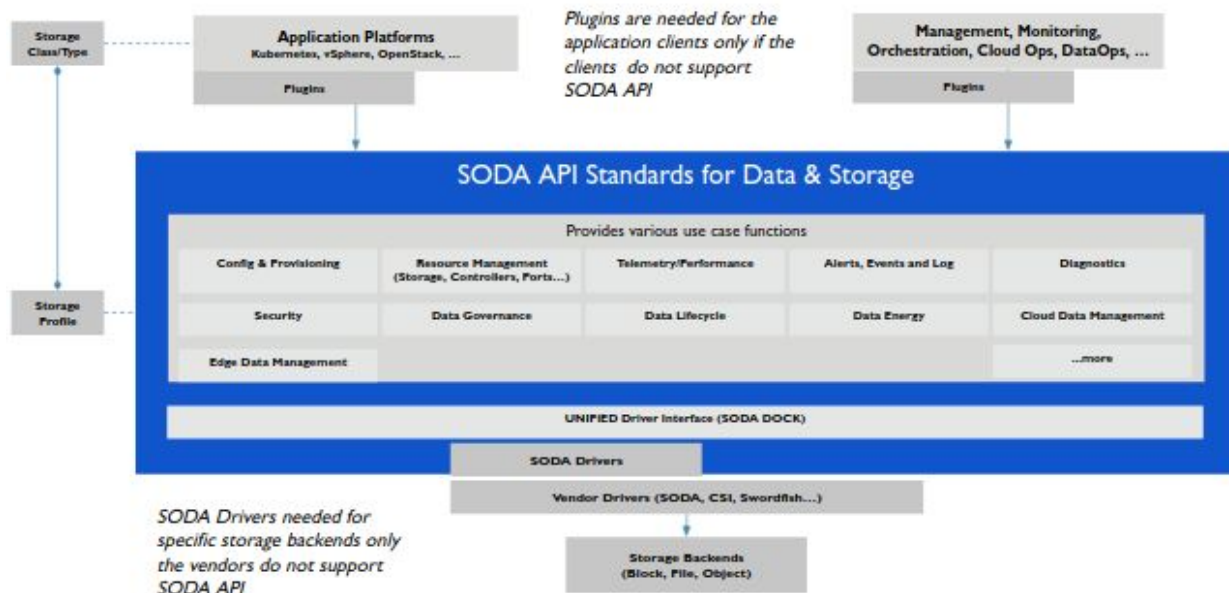 Storage
Class/Type
Application Platforms
Kubernetes, vSphere, OpenStack, ...
Plugins
Plugins are needed for the
application clients only if the
clients do not support
SODA API
Management, Monitoring,
Orchestration, Cloud Ops, DataOps, ...
Plugins
SODA API Standards for Data & Storage
Provides various use case functions
Config & Provisioning
Resource Management
(Storage, Controllers, Ports...)
Telemetry/Performance
Alerts, Events and Log
Diagnostics
Storage
Profile
Security
Data Governance
Data Lifecycle
Data Energy
Cloud Data Management
Edge Data Management
...more
UNIFIED Driver Interface (SODA DOCK)
SODA Drivers
Vendor Drivers (SODA, CSI, Swordfish...)
SODA Drivers needed for
specific storage backends only
the vendors do not support
SODA API
Storage Backends
(Block, File, Object)